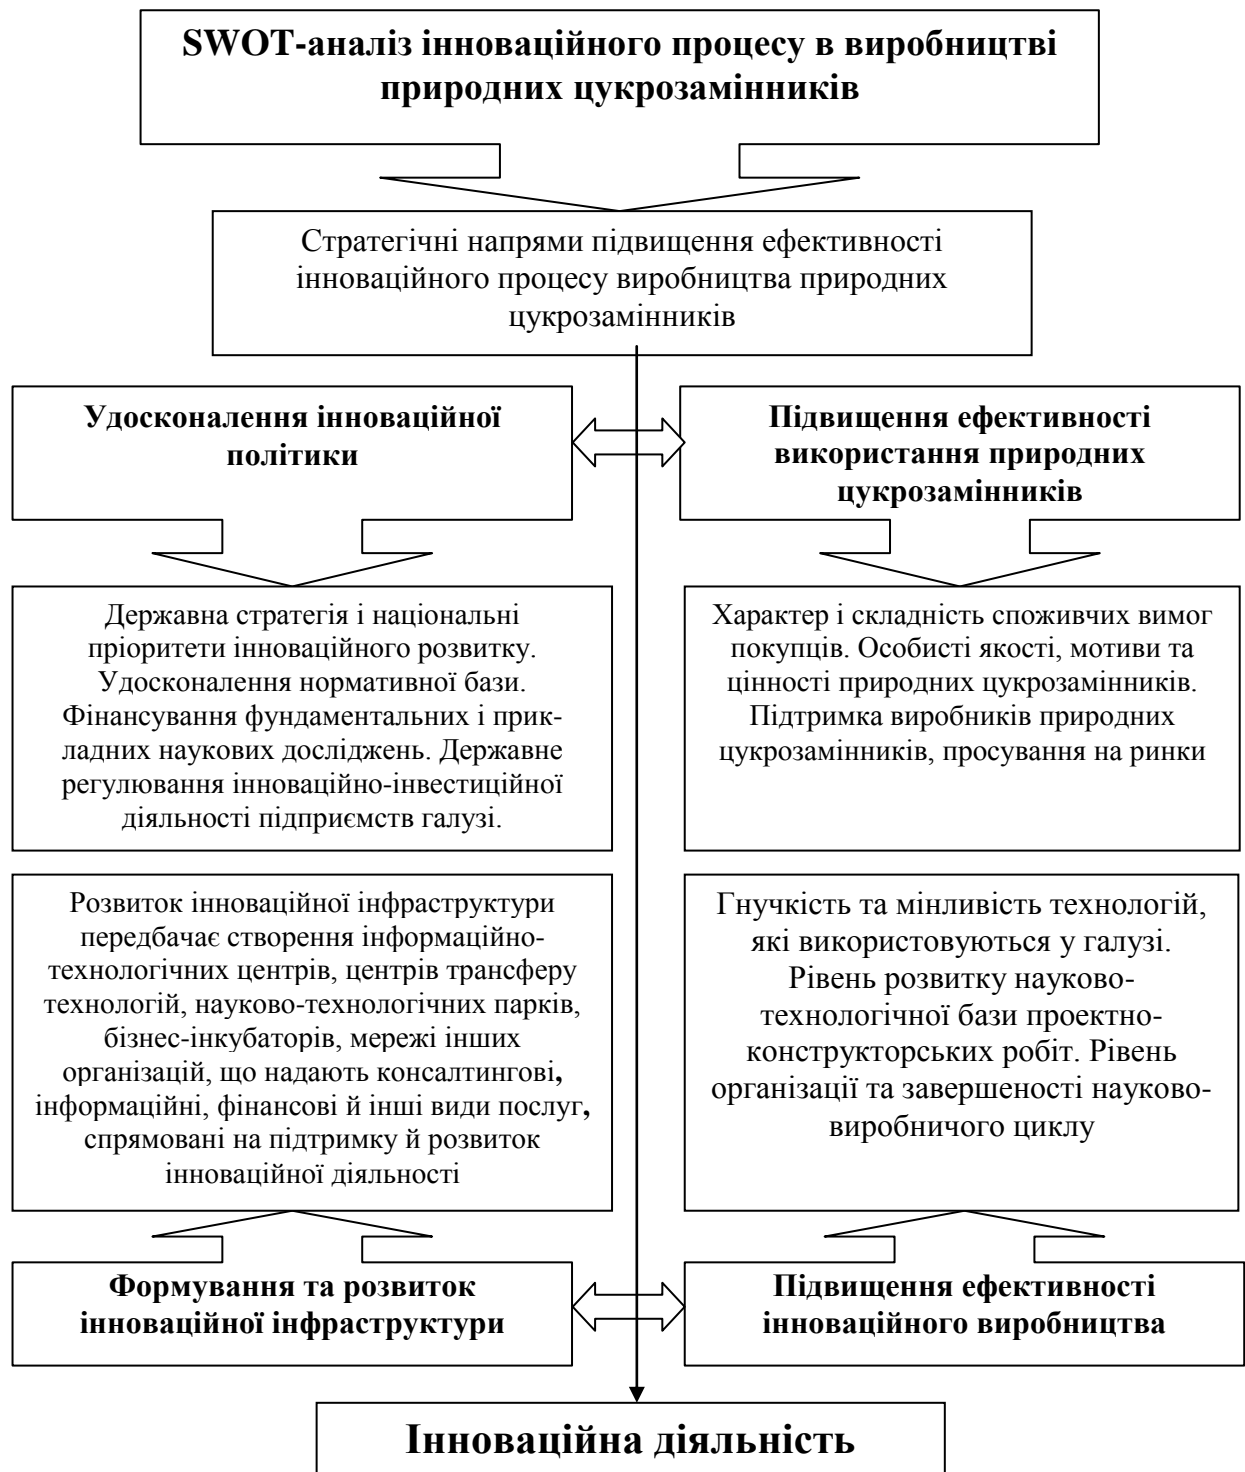 SWOT-аналіз інноваційного процесу в виробництві
природних цукрозамінників
Стратегічні напрями підвищення ефективності
інноваційного процесу виробництва природних
цукрозамінників
Удосконалення інноваційної
політики
Підвищення ефективності
використання природних
цукрозамінників
Державна стратегія і національні
пріоритети інноваційного розвитку.
Удосконалення нормативної бази.
Фінансування фундаментальних і прик-
ладних наукових досліджень. Державне
регулювання інноваційно-інвестиційної
діяльності підприємств галузі.
Характер і складність споживчих вимог
покупців. Особисті якості, мотиви та
цінності природних цукрозамінників.
Підтримка виробників природних
цукрозамінників, просування на ринки
Розвиток інноваційної інфраструктури
передбачає створення інформаційно-
технологічних центрів, центрів трансферу
технологій, науково-технологічних парків,
бізнес-інкубаторів, мережі інших
організацій, що надають консалтингові,
інформаційні, фінансові й інші види послуг,
спрямовані на підтримку й розвиток
інноваційної діяльності
Гнучкість та мінливість технологій,
які використовуються у галузі.
Рівень розвитку науково-
технологічної бази проектно-
конструкторських робіт. Рівень
організації та завершеності науково-
виробничого циклу
Формування та розвиток
інноваційної інфраструктури
Підвищення ефективності
інноваційного виробництва
Інноваційна діяльність